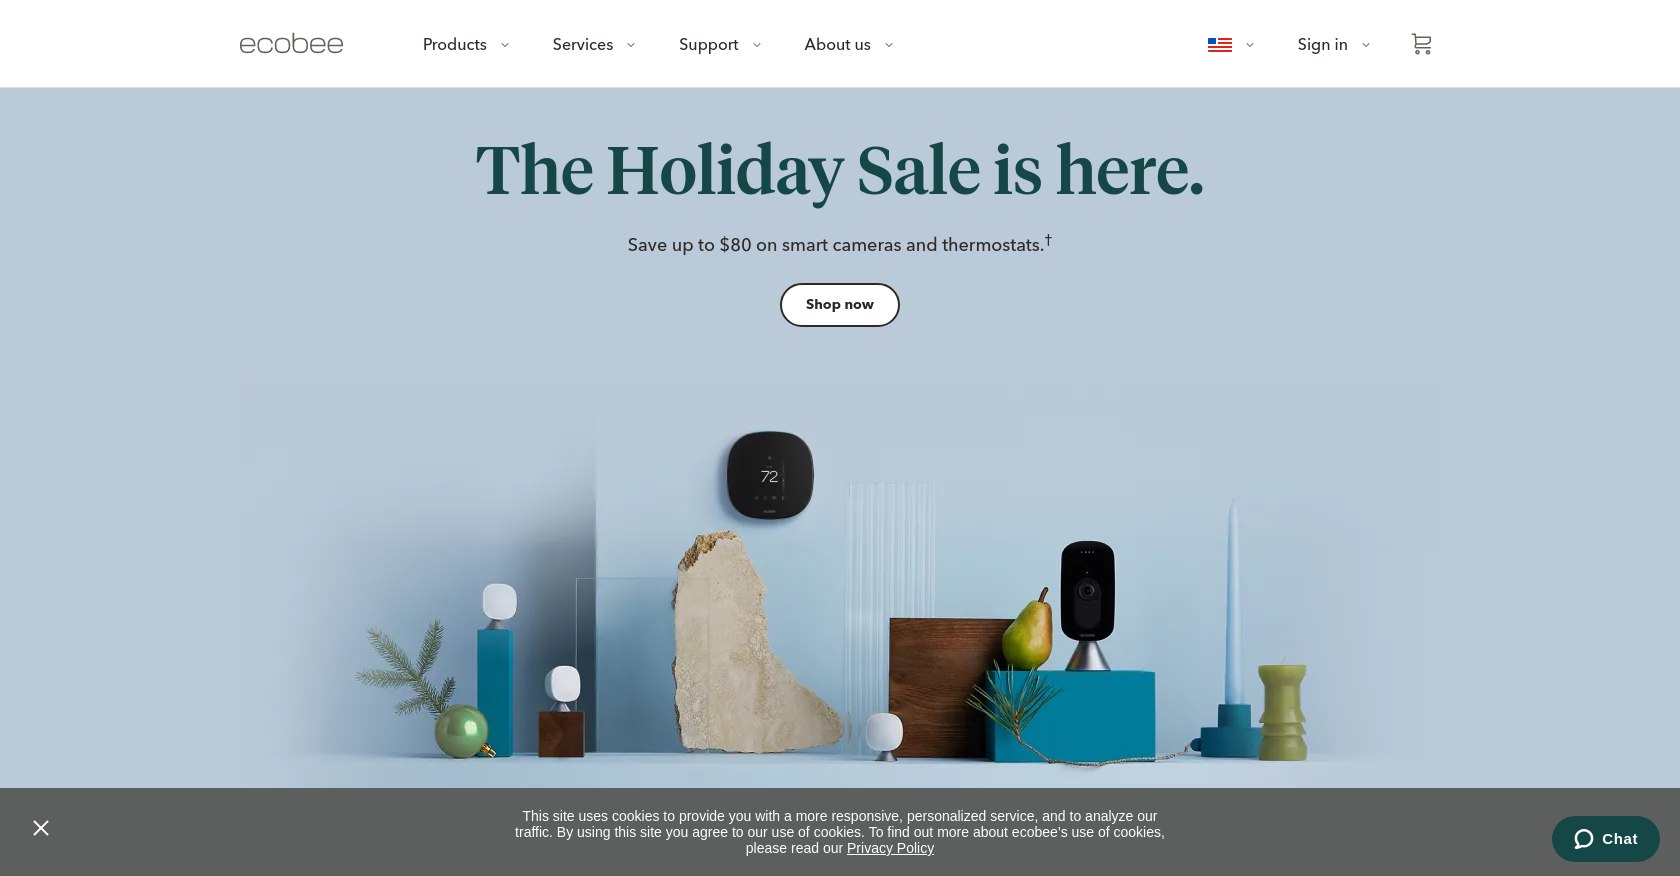 ecobee
Products
Services
Support
About us
Sign in
The Holiday Sale is here.
Save up to $80 on smart cameras and thermostats.†
Shop now
72
This site uses cookies to provide you with a more responsive, personalized service, and to analyze our
traffic. By using this site you agree to our use of cookies. To find out more about ecobee's use of cookies,
please read our Privacy Policy
Chat